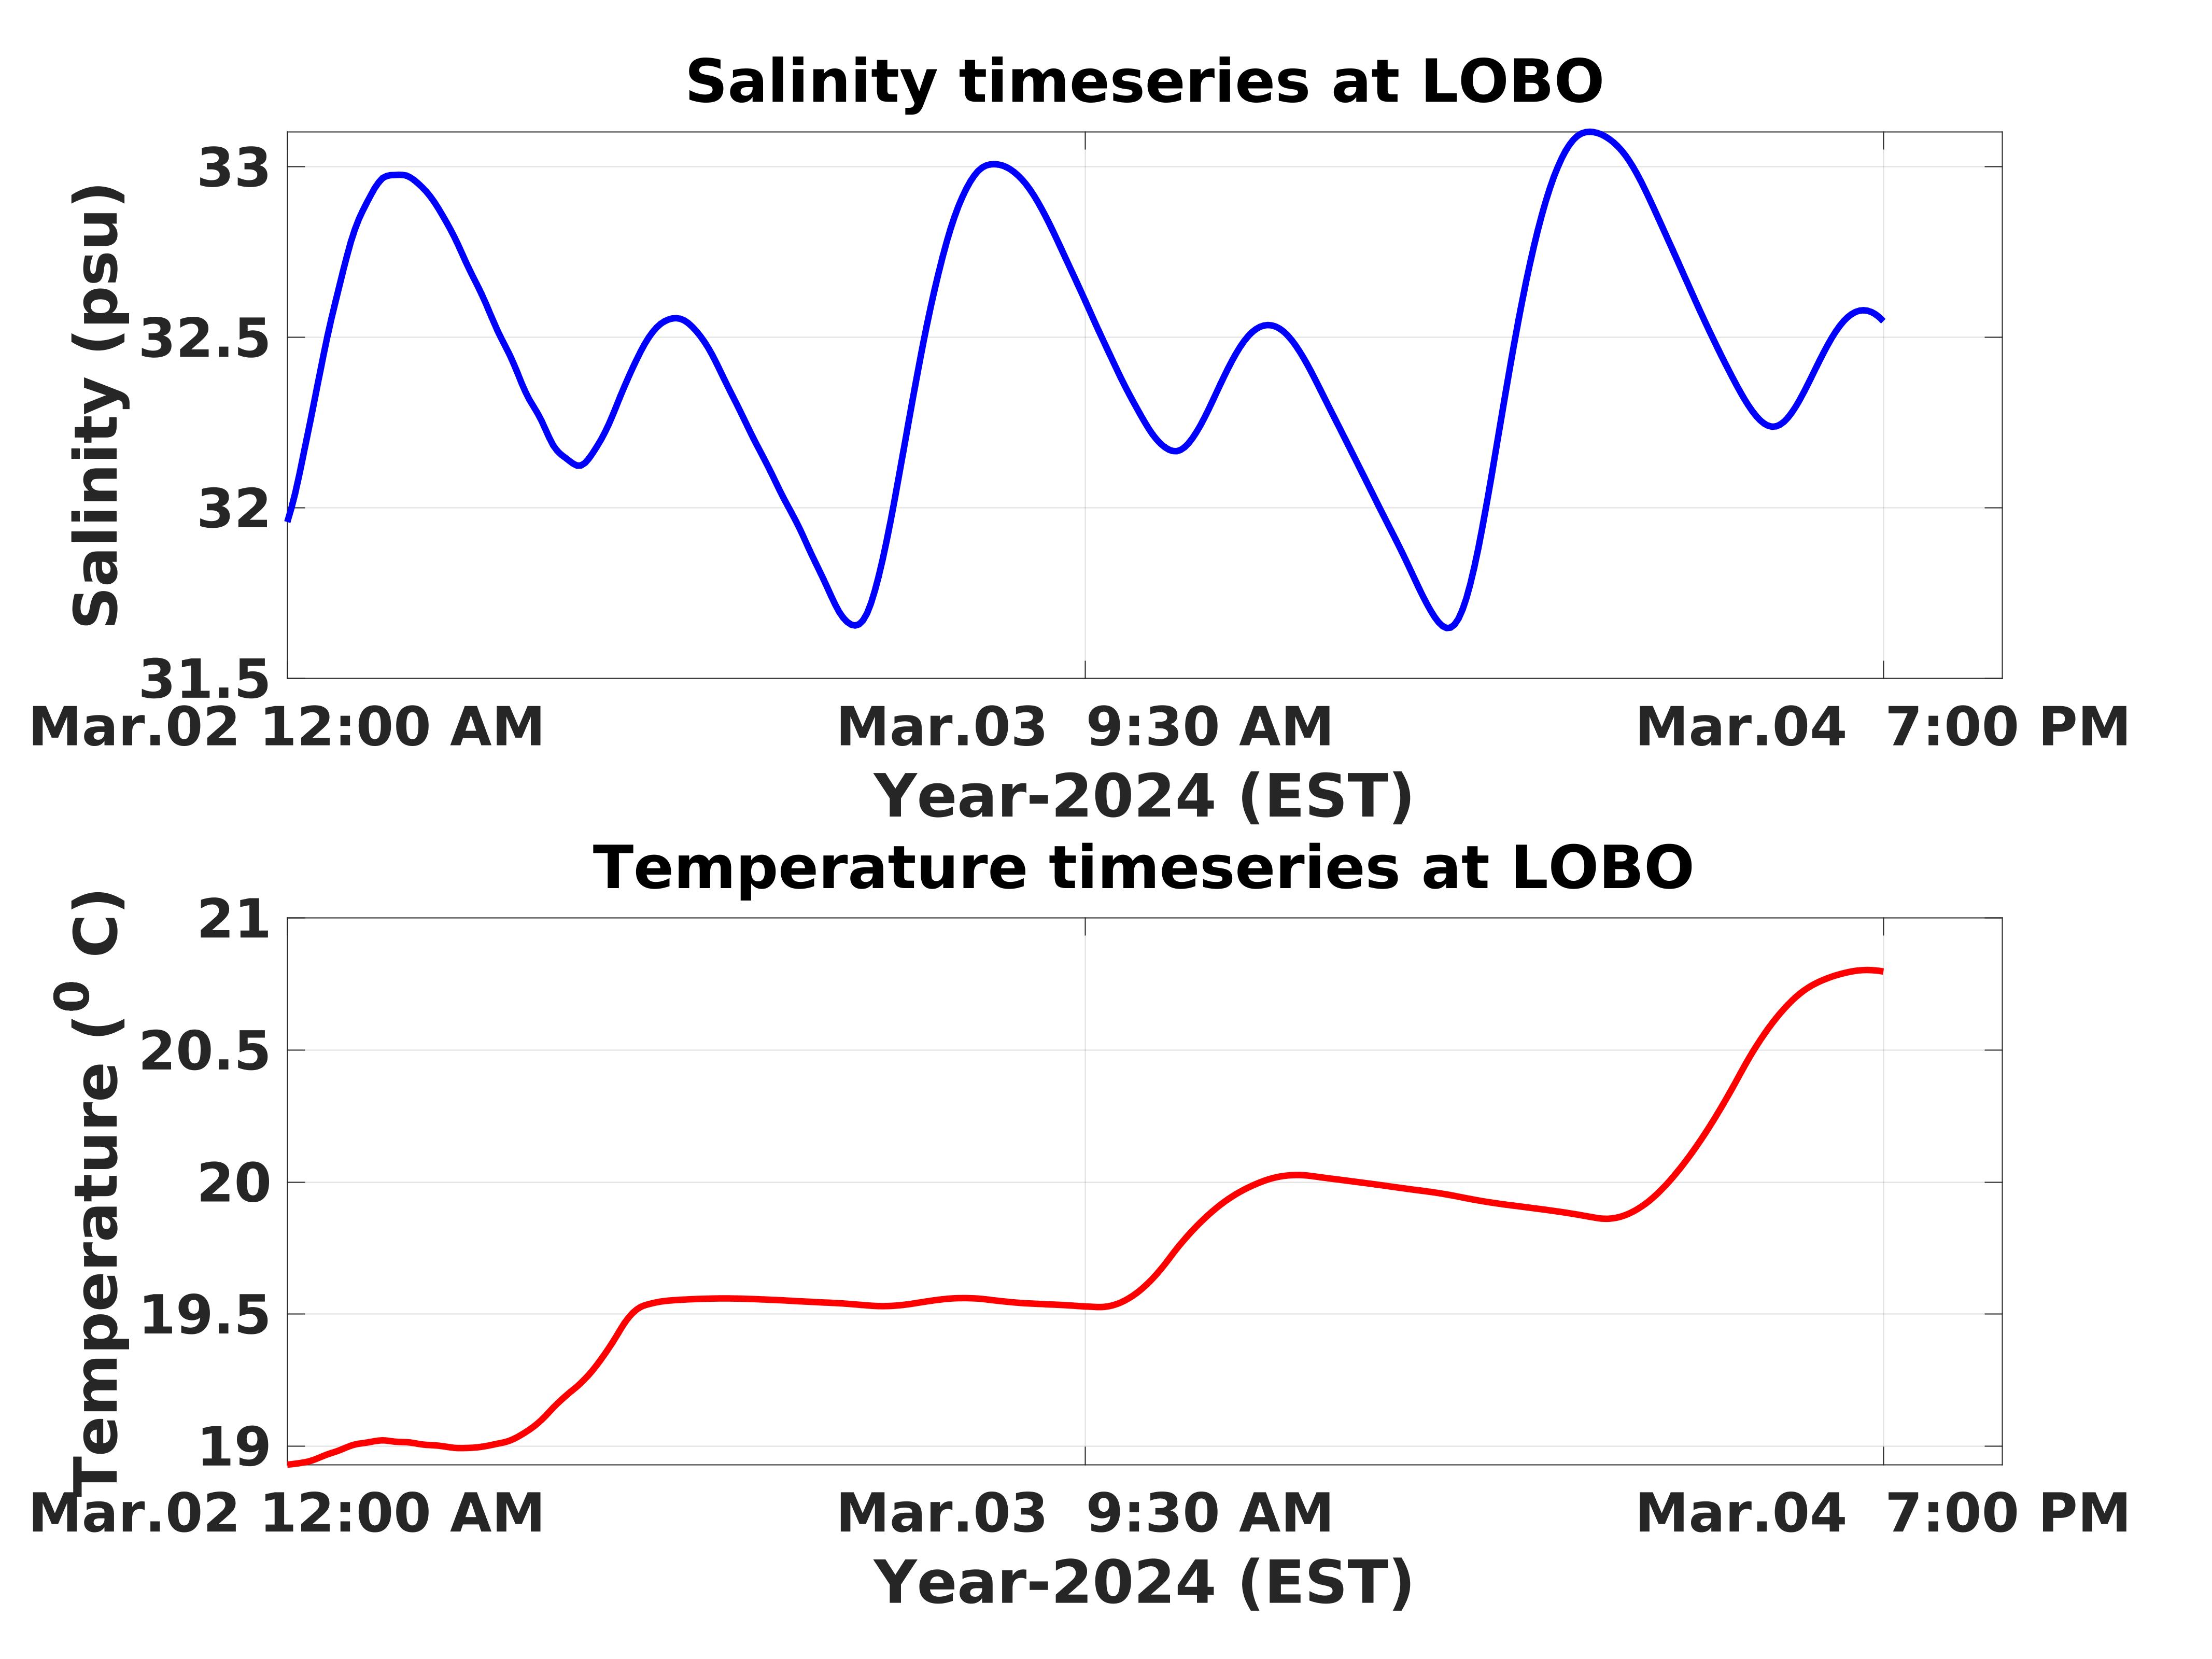 Salinity timeseries at LOBO
Salinity (psu)
33
32.5
32
31.5
Mar.02 12:00 AM Mar.03 9:30 AM Mar.04 7:00 PM
Year-2024 (EST)
Temperature timeseries at LOBO
Temperature (⁰ C)
21
20.5
20
19.5
19
Mar.02 12:00 AM Mar.03 9:30 AM Mar.04 7:00 PM
Year-2024 (EST)